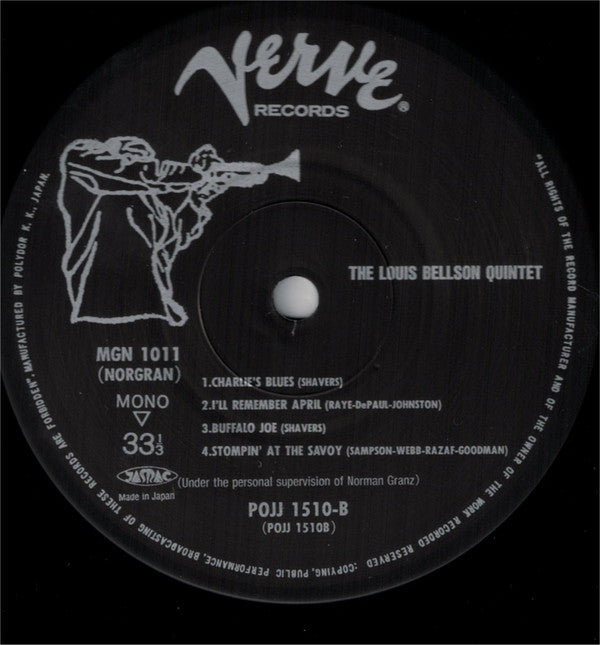 Verve
RECORDS ®
THE LOUIS BELLSON QUINTET
MGN 1011
(NORGRAN)
MONO
33⅓
1.CHARLIE'S BLUES (SHAVERS)
2.I'LL REMEMBER APRIL (RAYE-DePAUL-JOHNSTON)
3.BUFFALO JOE (SHAVERS)
4.STOMPIN' AT THE SAVOY (SAMPSON-WEBB-RAZAF-GOODMAN)
JASRAC
Made in Japan
(Under the personal supervision of Norman Granz)
POJJ 1510-B
(POJJ 1510B)
"ALL RIGHTS OF THE RECORD MANUFACTURER AND OF THE OWNER OF THE WORK RECORDED RESERVED :COPYING, PUBLIC PERFORMANCE, BROADCASTING OF THESE RECORDS ARE FORBIDDEN", MANUFACTURED BY POLYDOR K. K., JAPAN.